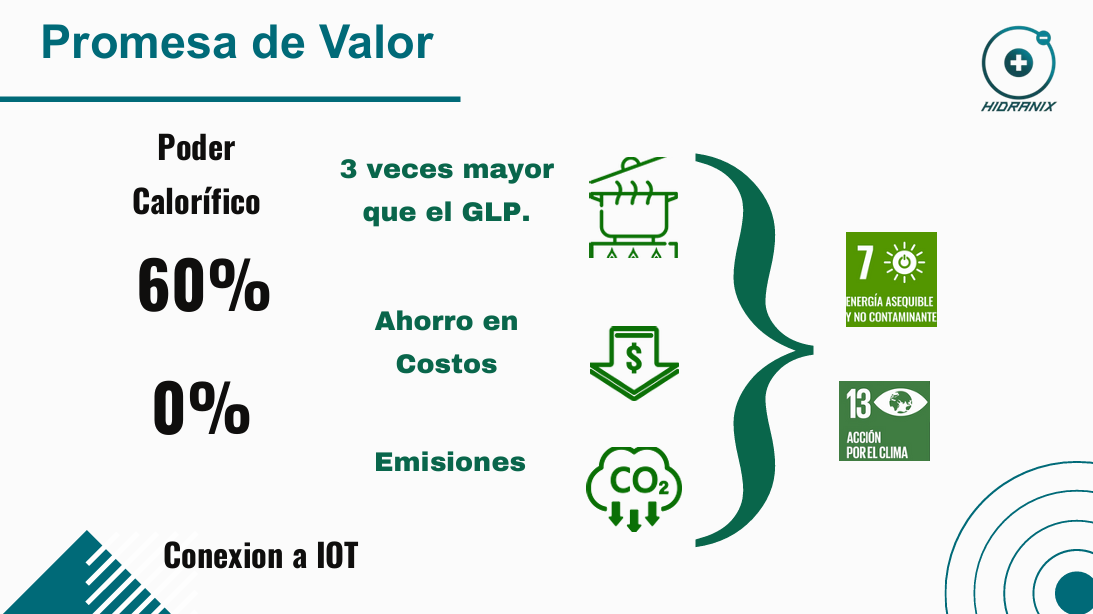 Promesa de Valor
HIDRANIX
Poder
Calorífico
3 veces mayor
que el GLP.
60%
Ahorro en
Costos
$
0%
Emisiones
CO₂
7
ENERGÍA ASEQUIBLE
Y NO CONTAMINANTE
13
ACCIÓN
POR EL CLIMA
Conexion a IOT